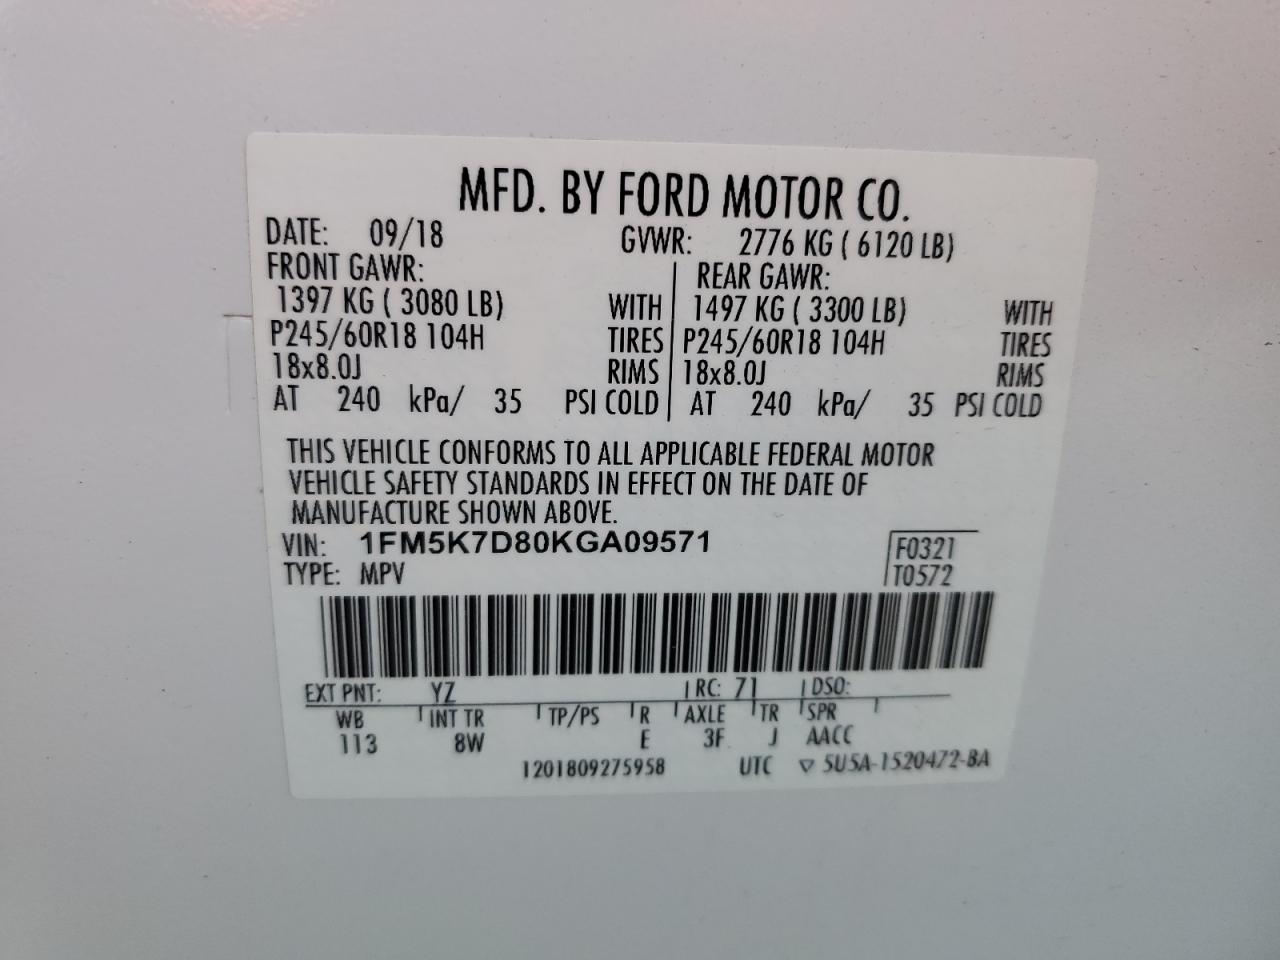 MFD. BY FORD MOTOR CO.
DATE: 09/18 GVWR: 2776 KG ( 6120 LB)
FRONT GAWR: REAR GAWR:
1397 KG ( 3080 LB) WITH 1497 KG ( 3300 LB) WITH
P245/60R18 104H TIRES P245/60R18 104H TIRES
18x8.0J RIMS 18x8.0J RIMS
AT 240 kPa/ 35 PSI COLD AT 240 kPa/ 35 PSI COLD
THIS VEHICLE CONFORMS TO ALL APPLICABLE FEDERAL MOTOR
VEHICLE SAFETY STANDARDS IN EFFECT ON THE DATE OF
MANUFACTURE SHOWN ABOVE.
VIN: 1FM5K7D80KGA09571 F0321
TYPE: MPV T0572
EXT PNT: YZ RC: 71 DSO:
WB INT TR TP/PS R AXLE TR SPR
113 8W E 3F J AACC
1201809275958 UTC ▽ 5U5A-1520472-BA